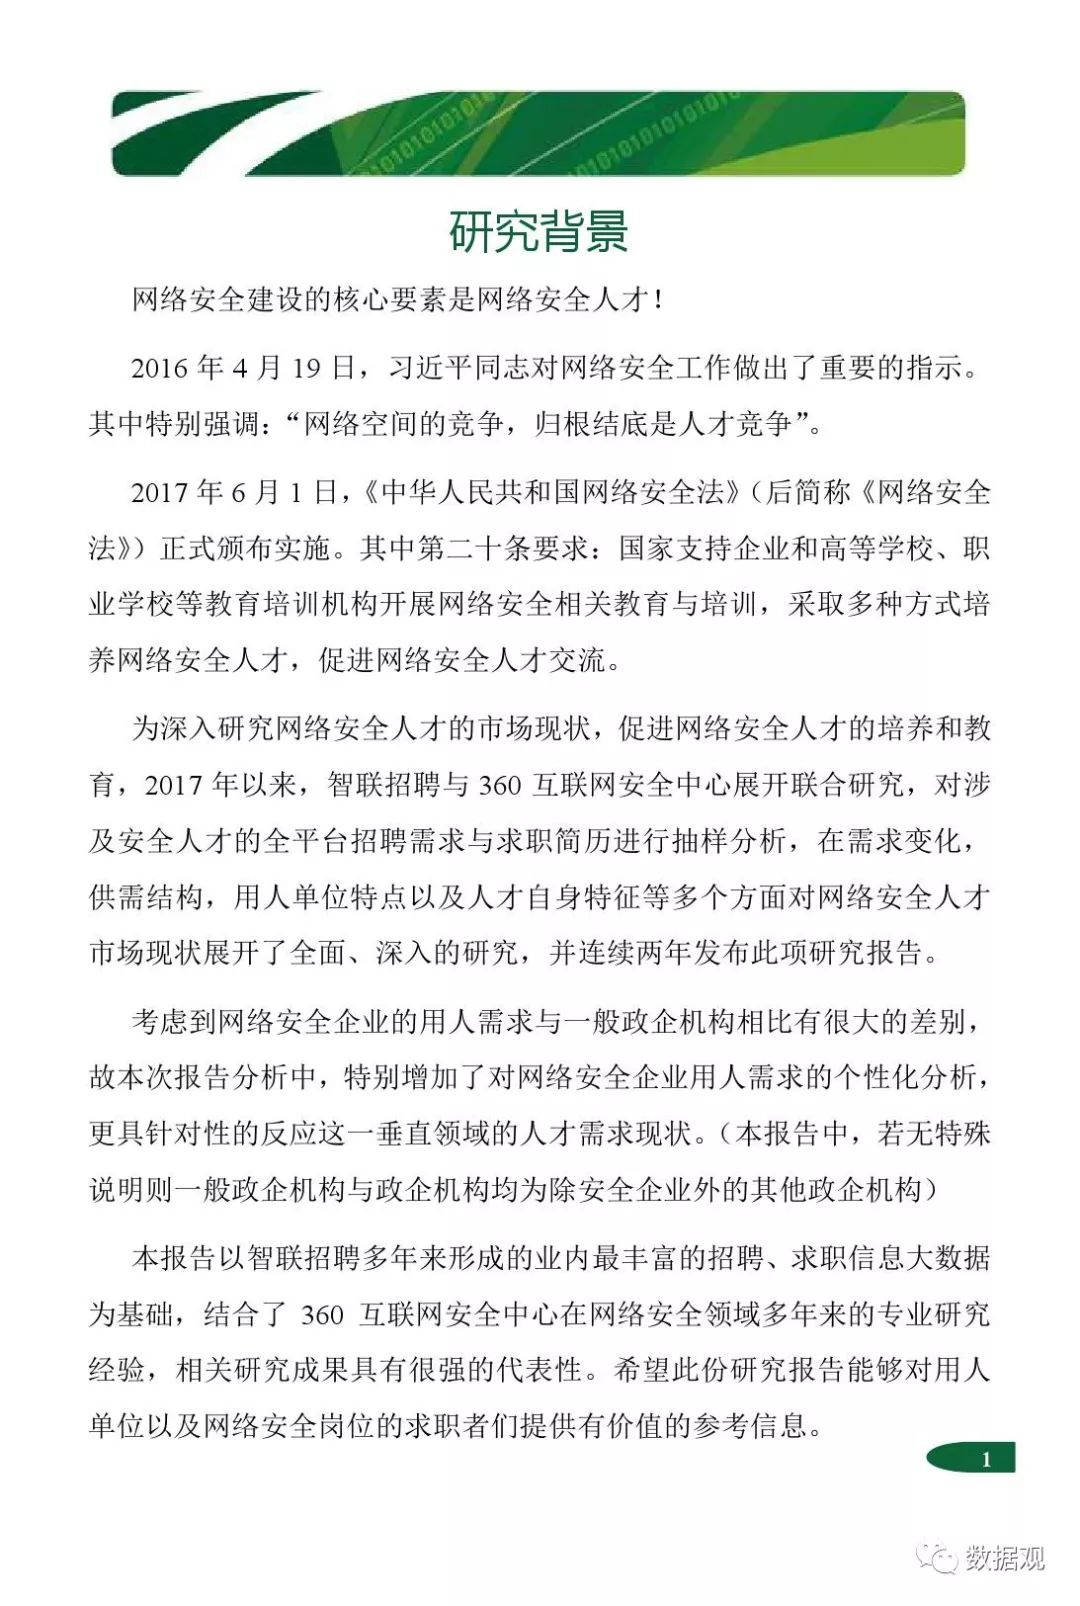 研究背景
网络安全建设的核心要素是网络安全人才！
2016 年 4 月 19 日，习近平同志对网络安全工作做出了重要的指示。
其中特别强调：“网络空间的竞争，归根结底是人才竞争”。
2017 年 6 月 1 日，《中华人民共和国网络安全法》（后简称《网络安全
法》）正式颁布实施。其中第二十条要求：国家支持企业和高等学校、职
业学校等教育培训机构开展网络安全相关教育与培训，采取多种方式培
养网络安全人才，促进网络安全人才交流。
为深入研究网络安全人才的市场现状，促进网络安全人才的培养和教
育，2017 年以来，智联招聘与 360 互联网安全中心展开联合研究，对涉
及安全人才的全平台招聘需求与求职简历进行抽样分析，在需求变化，
供需结构，用人单位特点以及人才自身特征等多个方面对网络安全人才
市场现状展开了全面、深入的研究，并连续两年发布此项研究报告。
考虑到网络安全企业的用人需求与一般政企机构相比有很大的差别，
故本次报告分析中，特别增加了对网络安全企业用人需求的个性化分析，
更具针对性的反应这一垂直领域的人才需求现状。（本报告中，若无特殊
说明则一般政企机构与政企机构均为除安全企业外的其他政企机构）
本报告以智联招聘多年来形成的业内最丰富的招聘、求职信息大数据
为基础，结合了 360 互联网安全中心在网络安全领域多年来的专业研究
经验，相关研究成果具有很强的代表性。希望此份研究报告能够对用人
单位以及网络安全岗位的求职者们提供有价值的参考信息。
1
数据观